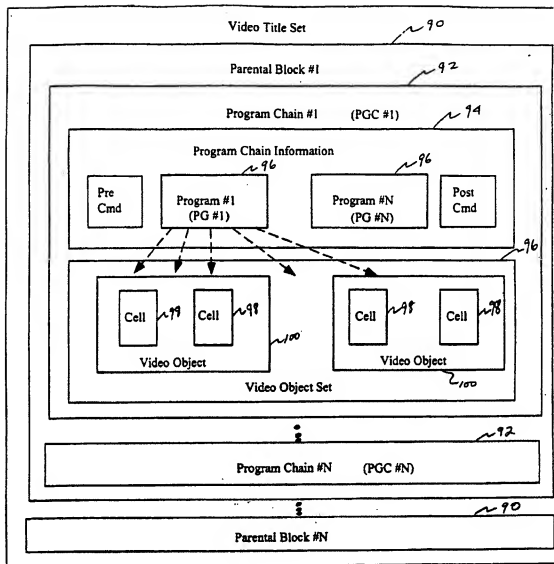 Video Title Set
90
Parental Block #1
92
Program Chain #1 (PGC #1)
94
Program Chain Information
96
96
Pre
Cmd
Program #1
(PG #1)
Program #N
(PG #N)
Post
Cmd
96
Cell
98
Cell
98
Cell
98
Cell
98
Video Object
100
Video Object
100
Video Object Set
92
Program Chain #N (PGC #N)
90
Parental Block #N